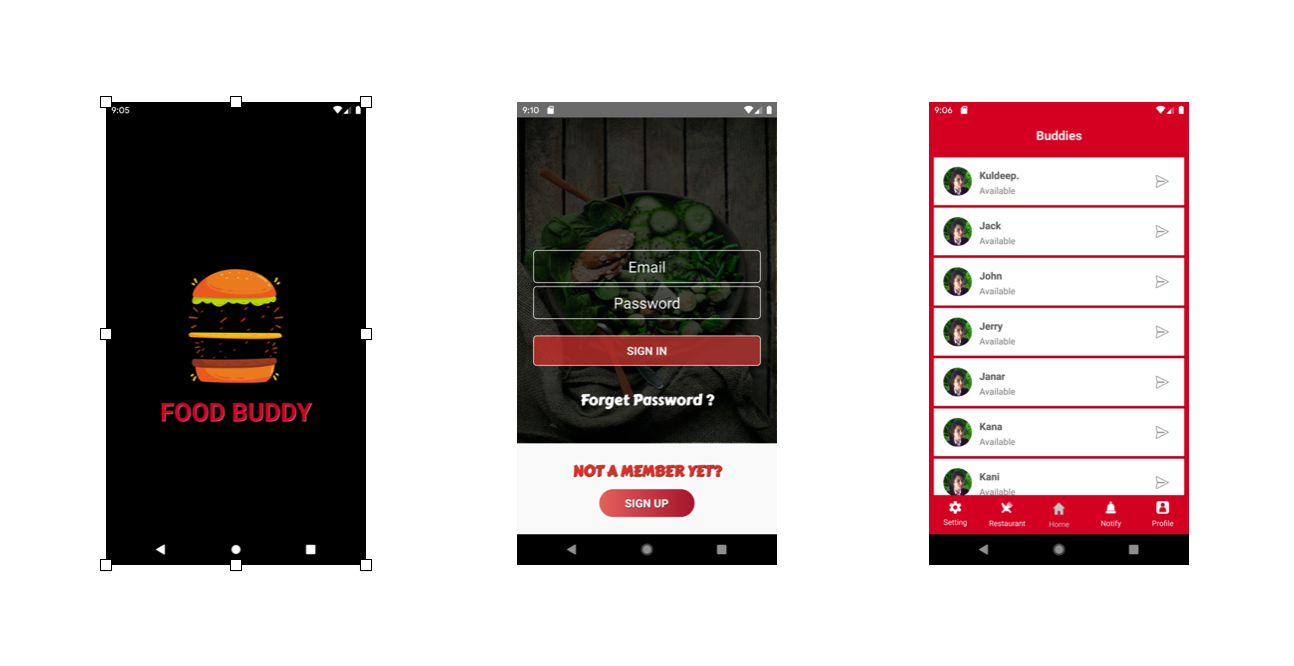 9:05
FOOD BUDDY
9:10
Email
Password
SIGN IN
Forget Password ?
NOT A MEMBER YET?
SIGN UP
9:06
Buddies
Kuldeep.
Available
Jack
Available
John
Available
Jerry
Available
Janar
Available
Kana
Available
Kani
Available
Setting Restaurant Home Notify Profile